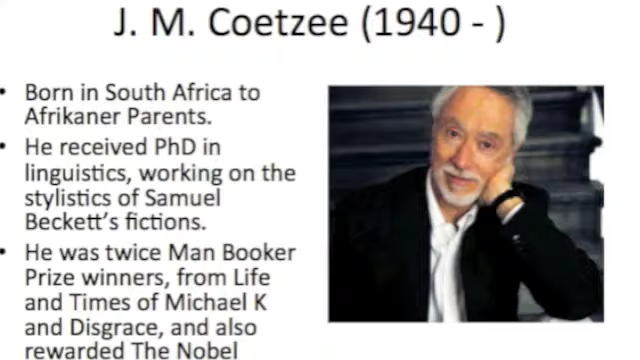 J. M. Coetzee (1940 - )
• Born in South Africa to
Afrikaner Parents.
• He received PhD in
linguistics, working on the
stylistics of Samuel
Beckett's fictions.
• He was twice Man Booker
Prize winners, from Life
and Times of Michael K
and Disgrace, and also
rewarded The Nobel